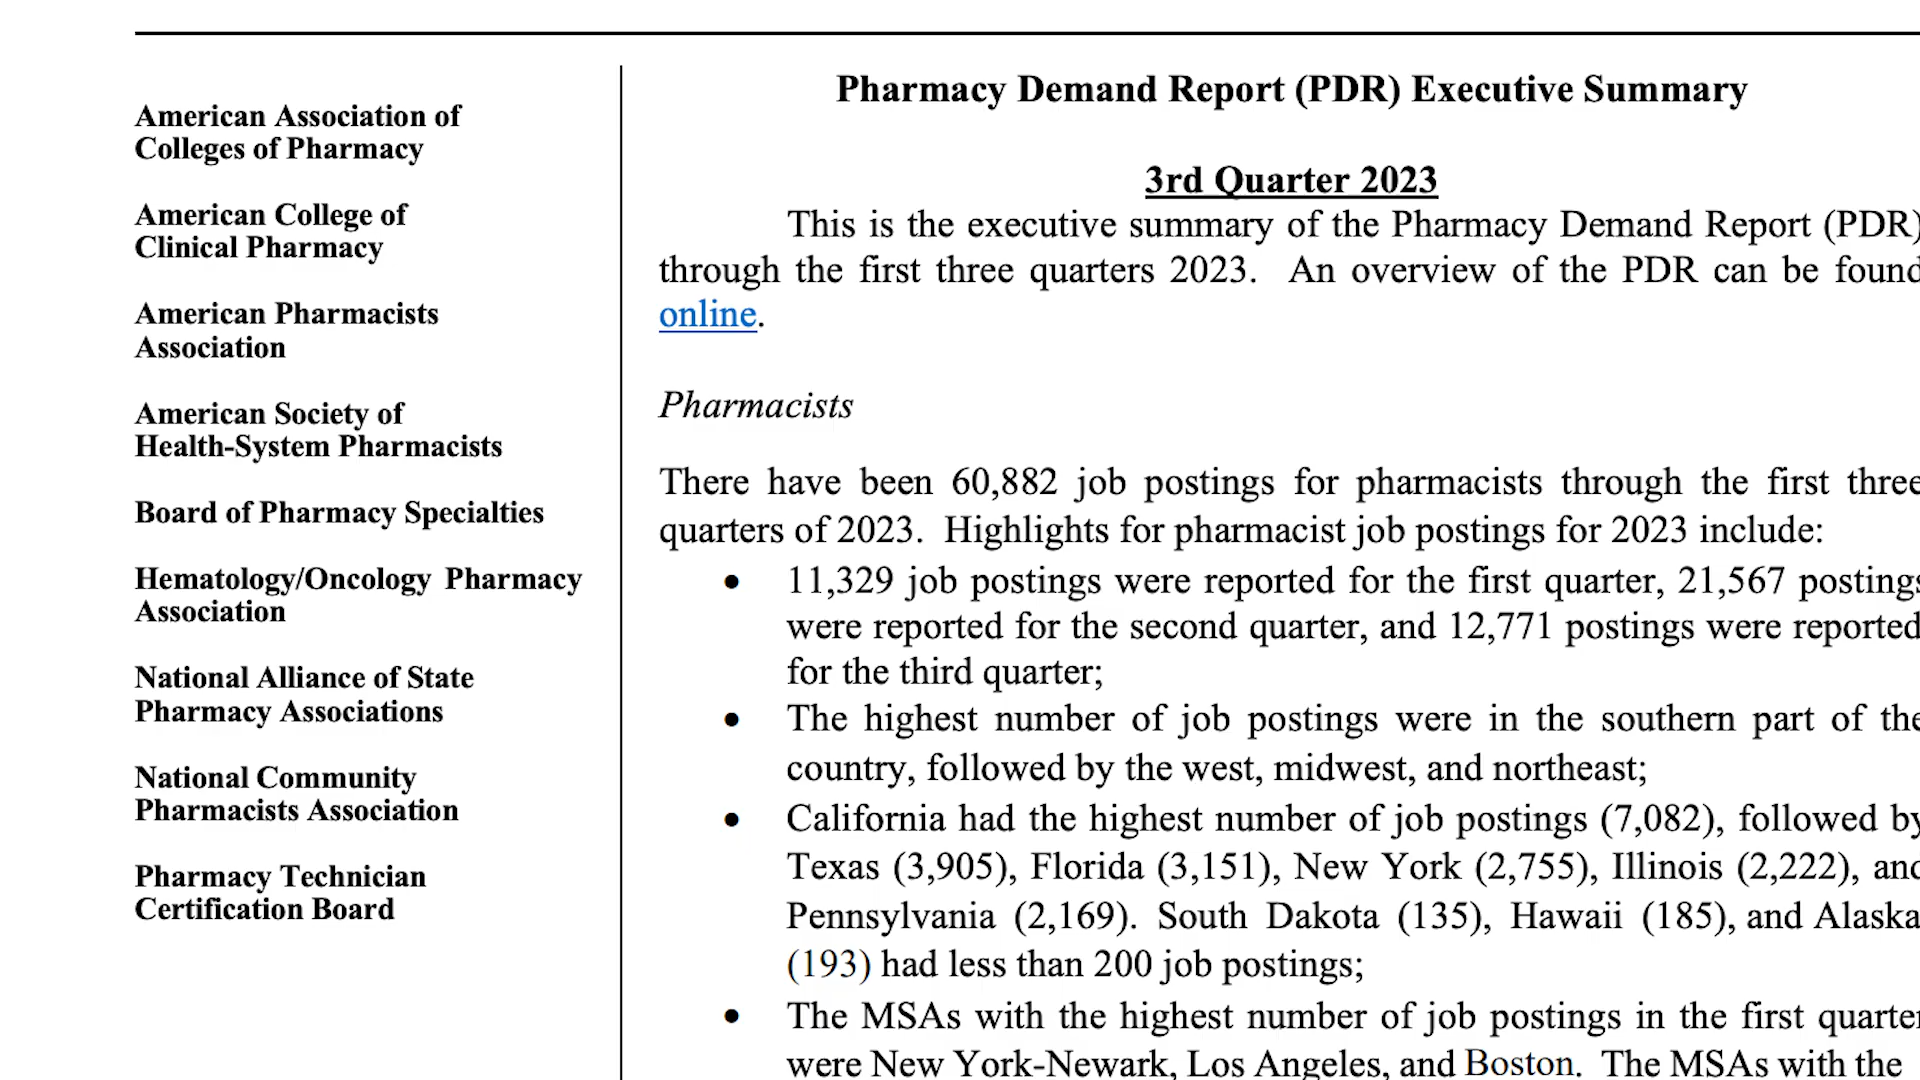 American Association of
Colleges of Pharmacy
American College of
Clinical Pharmacy
American Pharmacists
Association
American Society of
Health-System Pharmacists
Board of Pharmacy Specialties
Hematology/Oncology Pharmacy
Association
National Alliance of State
Pharmacy Associations
National Community
Pharmacists Association
Pharmacy Technician
Certification Board
Pharmacy Demand Report (PDR) Executive Summary
3rd Quarter 2023
This is the executive summary of the Pharmacy Demand Report (PDR)
through the first three quarters 2023. An overview of the PDR can be found
online.
Pharmacists
There have been 60,882 job postings for pharmacists through the first three
quarters of 2023. Highlights for pharmacist job postings for 2023 include:
• 11,329 job postings were reported for the first quarter, 21,567 postings
were reported for the second quarter, and 12,771 postings were reported
for the third quarter;
• The highest number of job postings were in the southern part of the
country, followed by the west, midwest, and northeast;
• California had the highest number of job postings (7,082), followed by
Texas (3,905), Florida (3,151), New York (2,755), Illinois (2,222), and
Pennsylvania (2,169). South Dakota (135), Hawaii (185), and Alaska
(193) had less than 200 job postings;
• The MSAs with the highest number of job postings in the first quarter
were New York-Newark, Los Angeles, and Boston. The MSAs with the